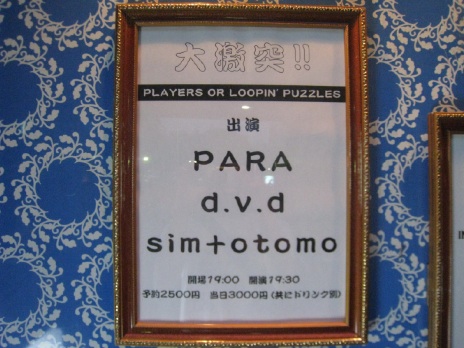 大激突!!
PLAYERS OR LOOPIN' PUZZLES
出演
PARA
d.v.d
sim+otomo
開場19:00 開演19:30
予約2500円 当日3000円(共にドリンク別)